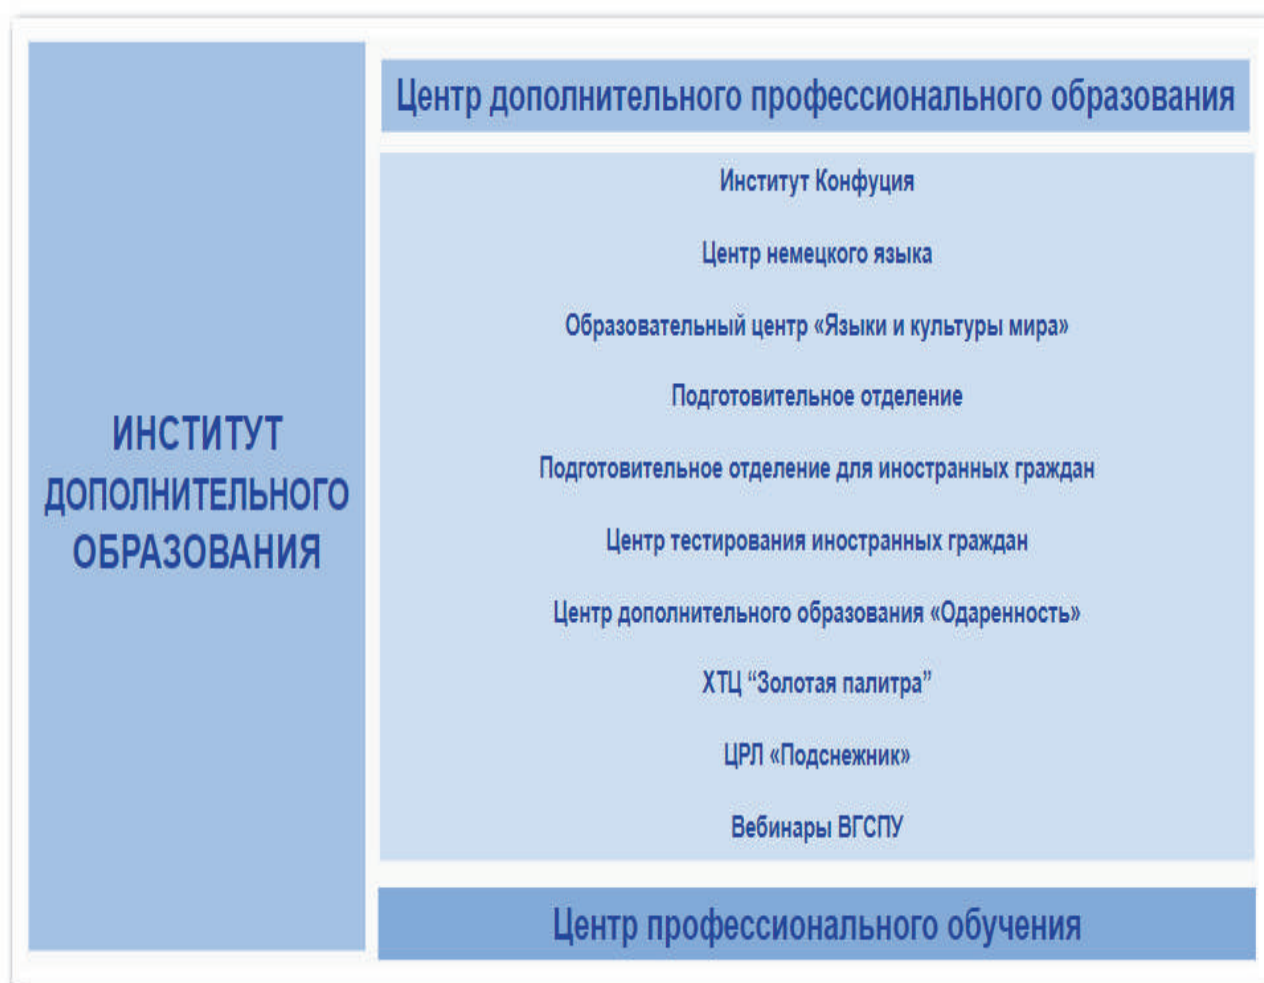 ИНСТИТУТ
ДОПОЛНИТЕЛЬНОГО
ОБРАЗОВАНИЯ
Центр дополнительного профессионального образования
Институт Конфуция
Центр немецкого языка
Образовательный центр «Языки и культуры мира»
Подготовительное отделение
Подготовительное отделение для иностранных граждан
Центр тестирования иностранных граждан
Центр дополнительного образования «Одаренность»
ХТЦ “Золотая палитра”
ЦРЛ «Подснежник»
Вебинары ВГСПУ
Центр профессионального обучения